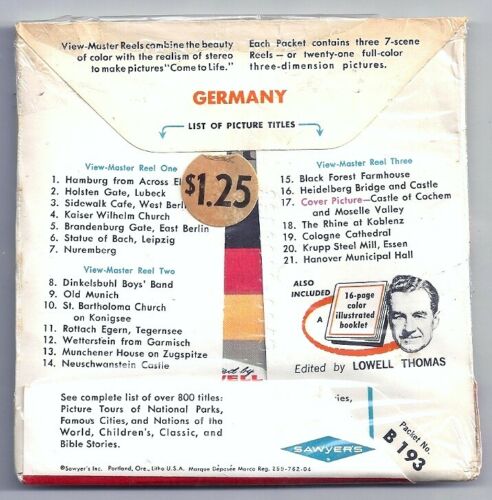 View-Master Reels combine the beauty
of color with the realism of stereo
to make pictures "Come to Life."
Each Packet contains three 7-scene
Reels — or twenty-one full-color
three-dimension pictures.
GERMANY
LIST OF PICTURE TITLES
$1.25
View-Master Reel One
1. Hamburg from Across
2. Holsten Gate, Lubeck
3. Sidewalk Cafe, West Berlin
4. Kaiser Wilhelm Church
5. Brandenburg Gate, East Berlin
6. Statue of Bach, Leipzig
7. Nuremberg
View-Master Reel Two
8. Dinkelsbuhl Boys' Band
9. Old Munich
10. St. Bartholoma Church
on Konigsee
11. Rottach Egern, Tegernsee
12. Wetterstein from Garmisch
13. Munchener House on Zugspitze
14. Neuschwanstein Castle
View-Master Reel Three
15. Black Forest Farmhouse
16. Heidelberg Bridge and Castle
17. Cover Picture—Castle of Cochem
and Moselle Valley
18. The Rhine at Koblenz
19. Cologne Cathedral
20. Krupp Steel Mill, Essen
21. Hanover Municipal Hall
ALSO
INCLUDED
A
16-page
color
illustrated
booklet
Edited by LOWELL THOMAS
See complete list of over 800 titles:
Picture Tours of National Parks,
Famous Cities, and Nations of
the World, Children's, Classic, and
Bible Stories.
SAWYER'S
Packet No.
B 193
©Sawyer's Inc. Portland, Ore., Litho U.S.A. Marque Déposée Marca Reg. 259-762-04